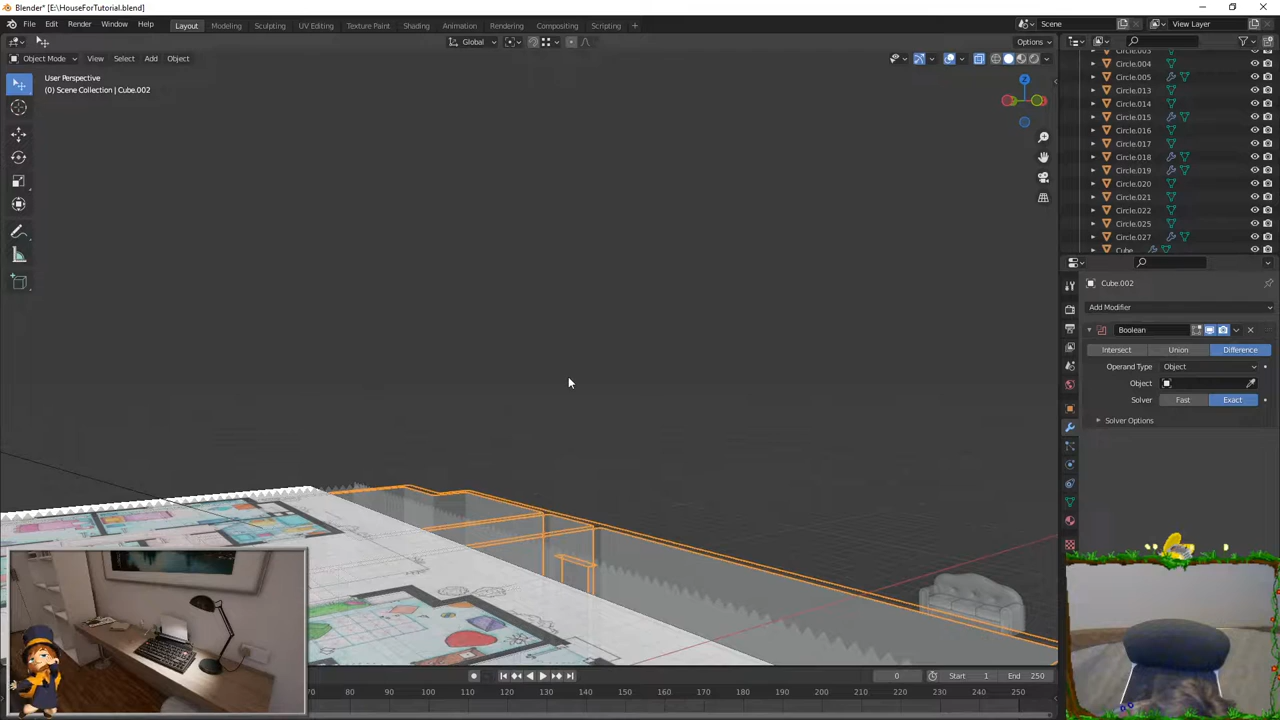 Blender* [E:\HouseForTutorial.blend]
File Edit Render Window Help Layout Modeling Sculpting UV Editing Texture Paint Shading Animation Rendering Compositing Scripting + Scene View Layer
Global Options
Object Mode View Select Add Object
User Perspective
(0) Scene Collection | Cube.002
Z
Circle.003
Circle.004
Circle.005
Circle.013
Circle.014
Circle.015
Circle.016
Circle.017
Circle.018
Circle.019
Circle.020
Circle.021
Circle.022
Circle.025
Circle.027
Cube
Cube.002
Add Modifier
Boolean
Intersect Union Difference
Operand Type Object
Object
Solver Fast Exact
Solver Options
0 Start 1 End 250
70 80 90 100 110 120 130 140 150 160 170 180 190 200 210 220 230 240 250